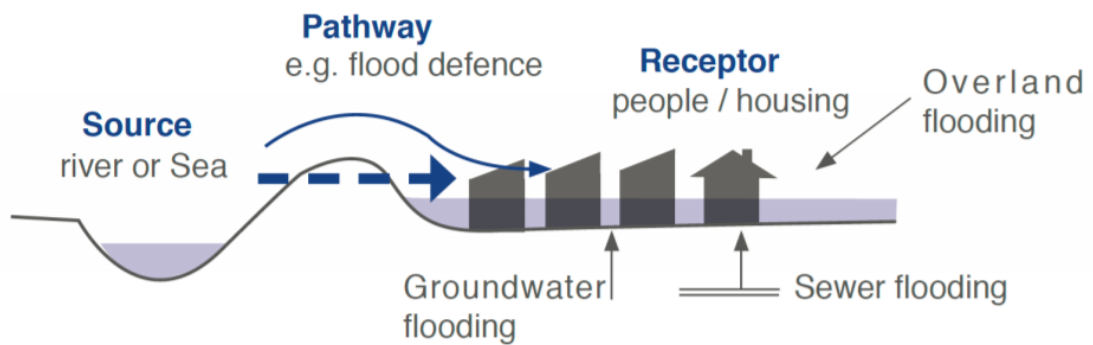 Pathway
e.g. flood defence
Receptor
people / housing
Overland
flooding
Source
river or Sea
Groundwater
flooding
Sewer flooding